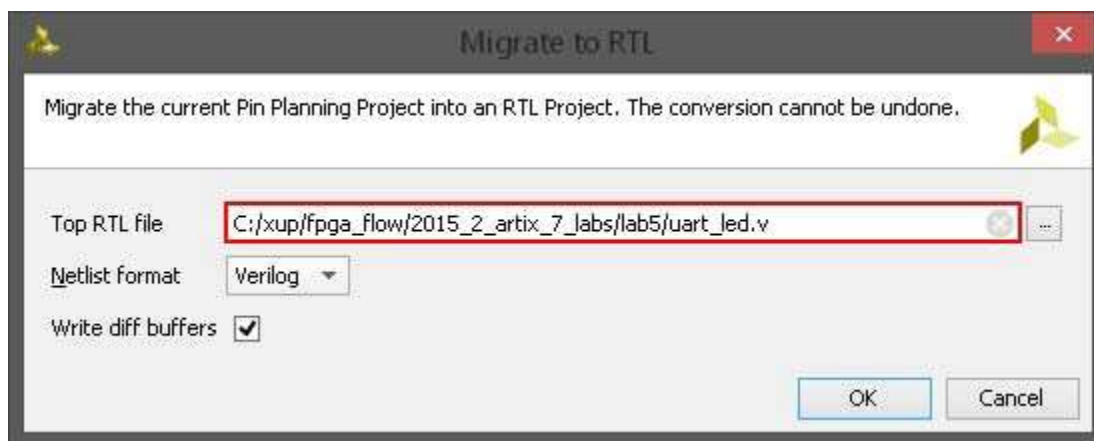 Migrate to RTL
Migrate the current Pin Planning Project into an RTL Project. The conversion cannot be undone.
Top RTL file C:/xup/fpga_flow/2015_2_artix_7_labs/lab5/uart_led.v ...
Netlist format Verilog
Write diff buffers
OK Cancel